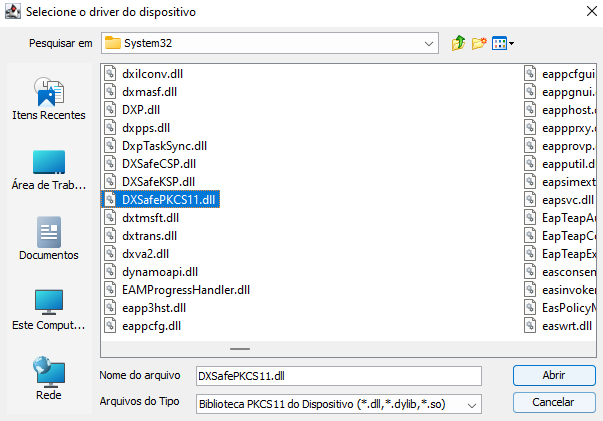 Selecione o driver do dispositivo
Pesquisar em
System32
Itens Recentes
Área de Trab...
Documentos
Este Comput...
Rede
dxilconv.dll
dxmasf.dll
DXP.dll
dxpps.dll
DxpTaskSync.dll
DXSafeCSP.dll
DXSafeKSP.dll
DXSafePKCS11.dll
dxtmsft.dll
dxtrans.dll
dxva2.dll
dynamoapi.dll
EAMProgressHandler.dll
eapp3hst.dll
eappcfg.dll
eappcfgui
eappgnui.
eapphost.
eappprxy.
eapprovp.
eapputil.d
eapsimext
eapsvc.dll
EapTeapAu
EapTeapCo
EapTeapEx
easconsen
easinvoker
EasPolicyM
easwrt.dll
Nome do arquivo
DXSafePKCS11.dll
Abrir
Arquivos do Tipo
Biblioteca PKCS11 do Dispositivo (*.dll,*.dylib,*.so)
Cancelar